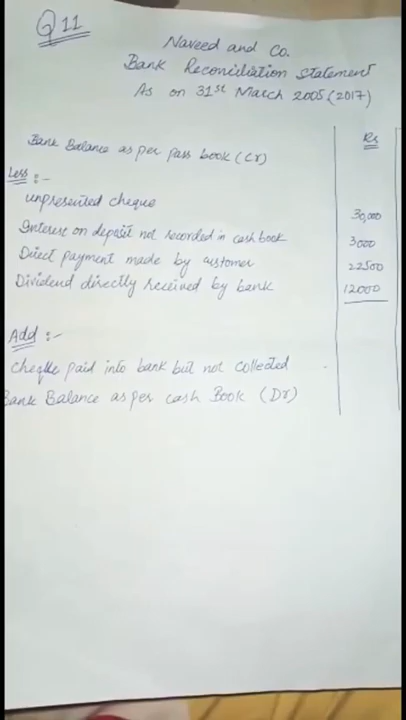 Q 11
Naveed and Co.
Bank Reconciliation Statement
As on 31st March 2005 (2017)
Rs
Bank Balance as per pass book (Cr)
Less :-
unpresented cheque 30,000
Interest on deposit not recorded in cash book 3000
Direct payment made by customer 22500
Dividend directly received by bank 12000
Add :-
cheque paid into bank but not collected
Bank Balance as per cash Book (Dr)